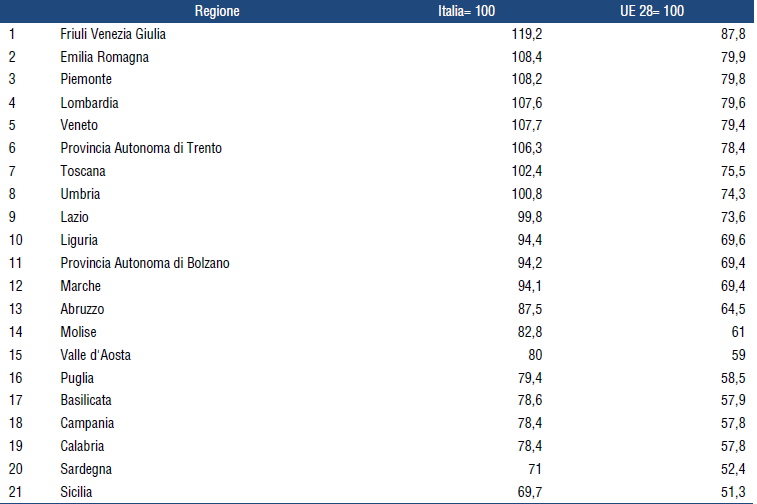 Regione Italia= 100 UE 28= 100
1 Friuli Venezia Giulia 119,2 87,8
2 Emilia Romagna 108,4 79,9
3 Piemonte 108,2 79,8
4 Lombardia 107,6 79,6
5 Veneto 107,7 79,4
6 Provincia Autonoma di Trento 106,3 78,4
7 Toscana 102,4 75,5
8 Umbria 100,8 74,3
9 Lazio 99,8 73,6
10 Liguria 94,4 69,6
11 Provincia Autonoma di Bolzano 94,2 69,4
12 Marche 94,1 69,4
13 Abruzzo 87,5 64,5
14 Molise 82,8 61
15 Valle d'Aosta 80 59
16 Puglia 79,4 58,5
17 Basilicata 78,6 57,9
18 Campania 78,4 57,8
19 Calabria 78,4 57,8
20 Sardegna 71 52,4
21 Sicilia 69,7 51,3